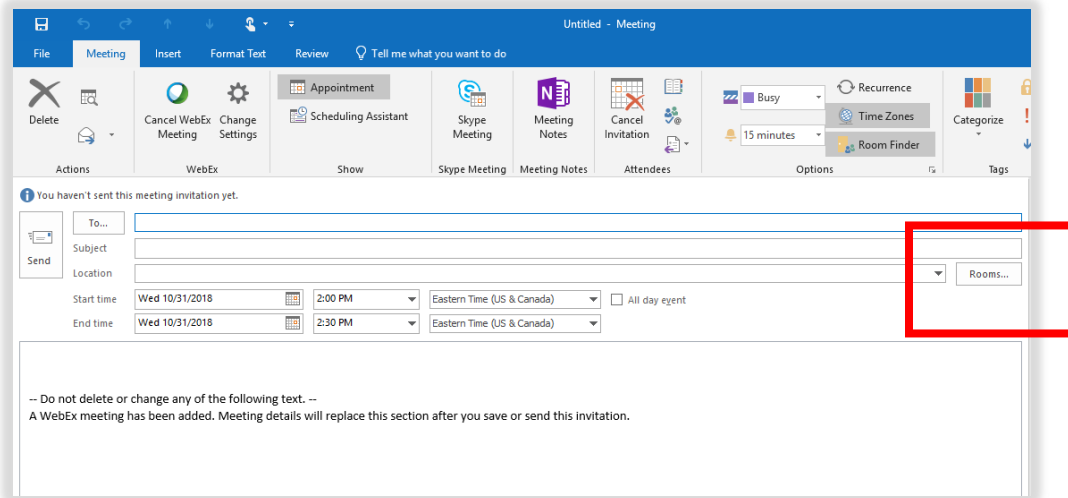 Untitled - Meeting
File Meeting Insert Format Text Review Tell me what you want to do
Delete
Actions
Cancel WebEx Meeting
Change Settings
WebEx
Appointment
Scheduling Assistant
Show
Skype Meeting
Skype Meeting
N
Meeting Notes
Meeting Notes
Cancel Invitation
Attendees
Busy
15 minutes
Recurrence
Time Zones
Room Finder
Options
Categorize
Tags
You haven't sent this meeting invitation yet.
Send
To...
Subject
Location Rooms...
Start time Wed 10/31/2018 2:00 PM Eastern Time (US & Canada) All day event
End time Wed 10/31/2018 2:30 PM Eastern Time (US & Canada)
-- Do not delete or change any of the following text. --
A WebEx meeting has been added. Meeting details will replace this section after you save or send this invitation.